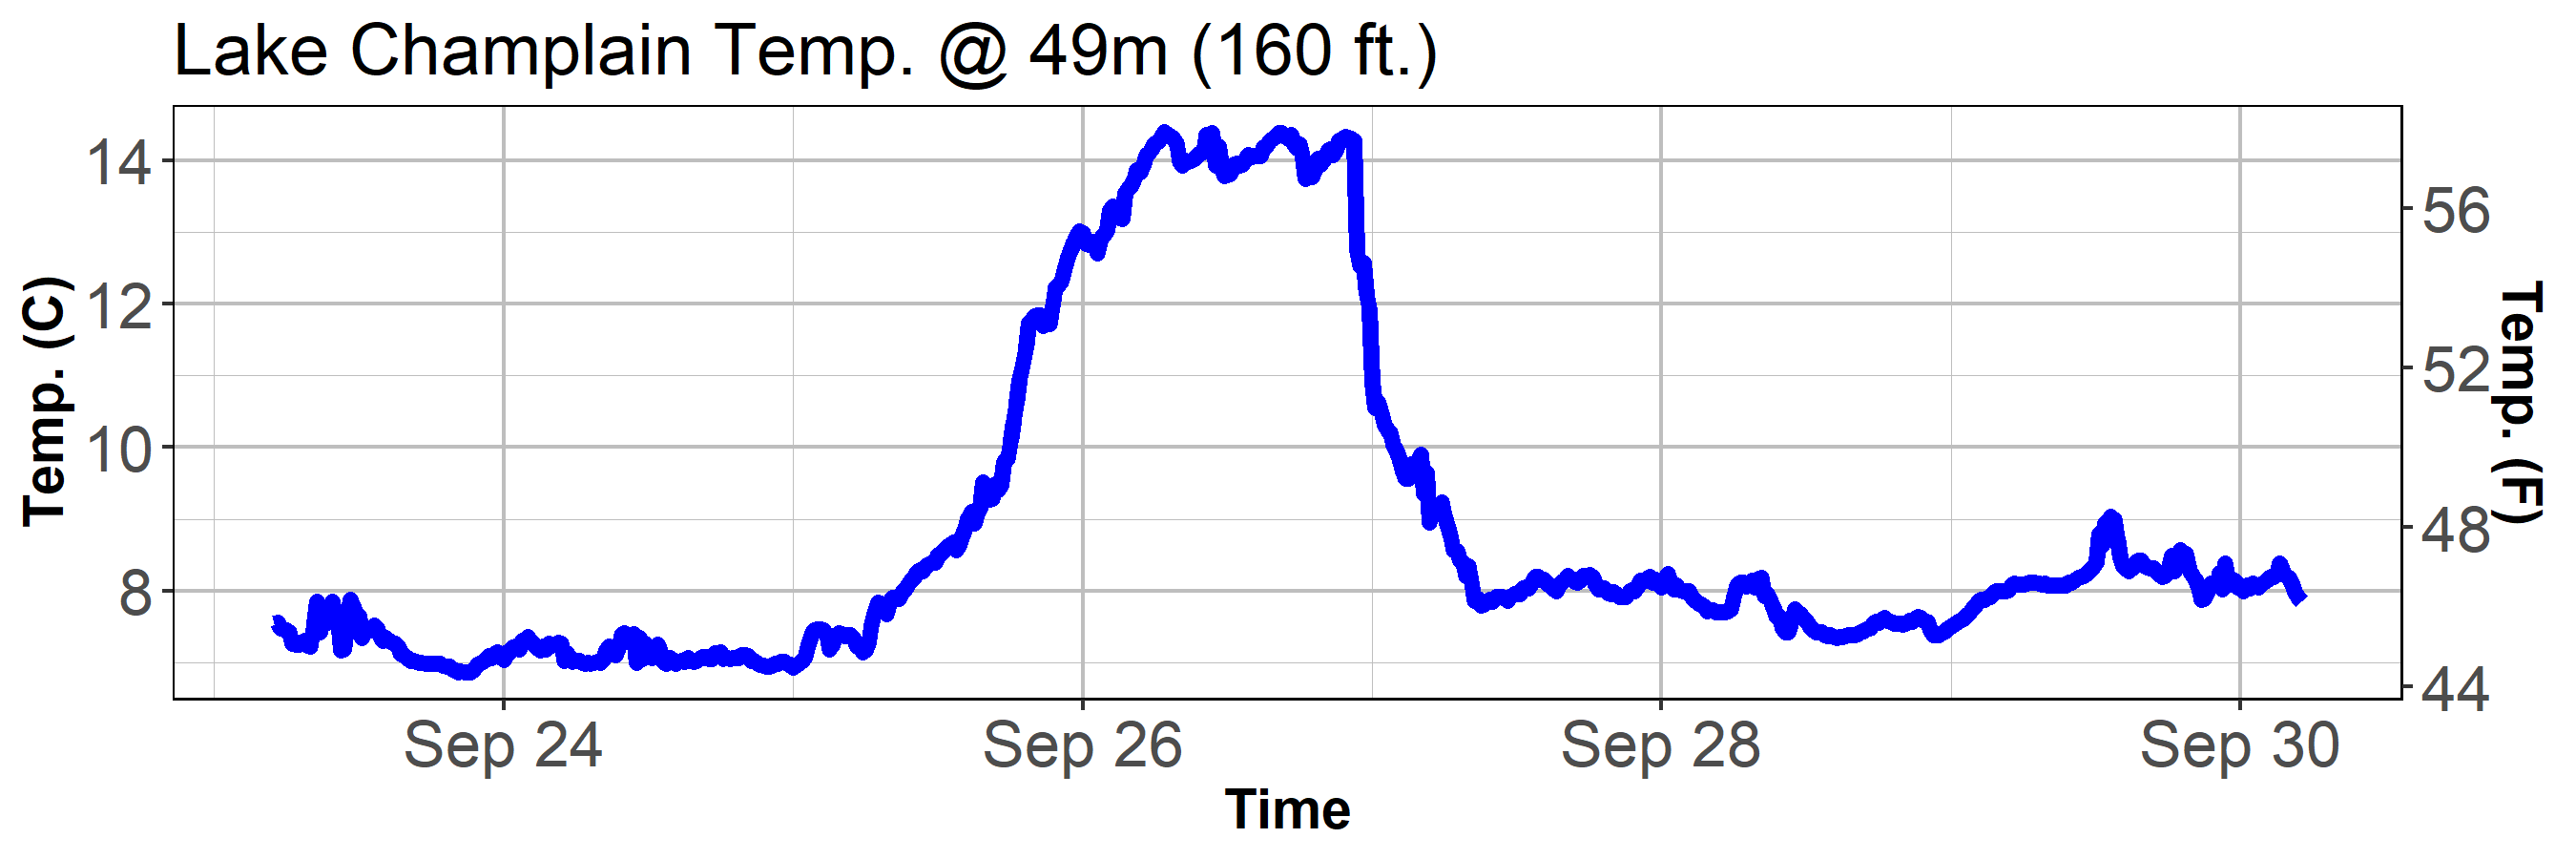 Lake Champlain Temp. @ 49m (160 ft.)
Temp. (C)
14
12
10
8
56
52
48
44
Temp. (F)
Sep 24 Sep 26 Sep 28 Sep 30
Time